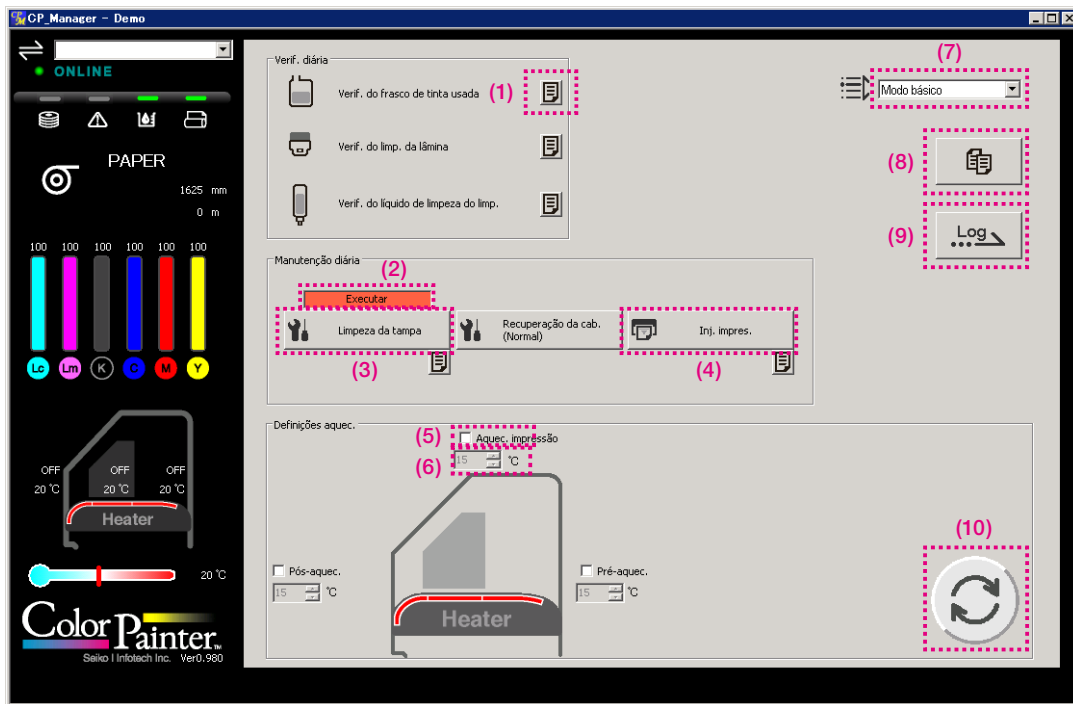 CP_Manager - Demo
ONLINE
PAPER
1625 mm
0 m
100 100 100 100 100 100
Lc Lm K C M Y
OFF OFF OFF
20 °C 20 °C 20 °C
Heater
20 °C
Color Painter™
Seiko I Infotech Inc. Ver0.980
Verif. diária
Verif. do frasco de tinta usada (1)
Verif. do limp. da lâmina
Verif. do líquido de limpeza do limp.
(7)
Modo básico
(8)
(9) Log
Manutenção diária
(2)
Executar
Limpeza da tampa
Recuperação da cab.
(Normal)
Inj. impres.
(3) (4)
Definições aquec.
(5) Aquec. impressão
(6) 15 °C
Pós-aquec.
15 °C
Pré-aquec.
15 °C
Heater
(10)